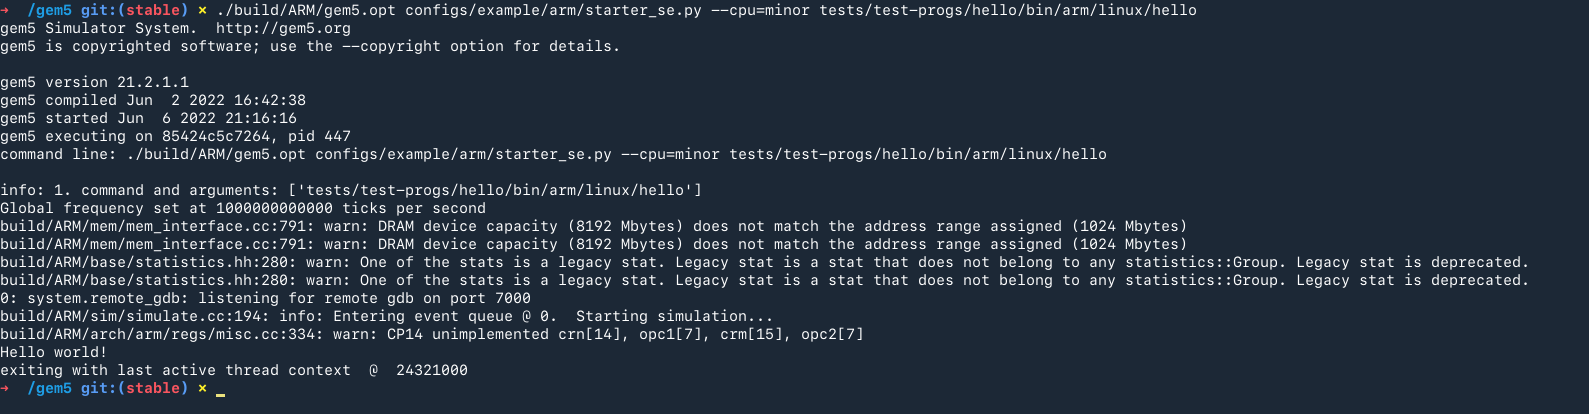 → /gem5 git:(stable) × ./build/ARM/gem5.opt configs/example/arm/starter_se.py --cpu=minor tests/test-progs/hello/bin/arm/linux/hello
gem5 Simulator System.  http://gem5.org
gem5 is copyrighted software; use the --copyright option for details.
gem5 version 21.2.1.1
gem5 compiled Jun  2 2022 16:42:38
gem5 started Jun  6 2022 21:16:16
gem5 executing on 85424c5c7264, pid 447
command line: ./build/ARM/gem5.opt configs/example/arm/starter_se.py --cpu=minor tests/test-progs/hello/bin/arm/linux/hello
info: 1. command and arguments: ['tests/test-progs/hello/bin/arm/linux/hello']
Global frequency set at 1000000000000 ticks per second
build/ARM/mem/mem_interface.cc:791: warn: DRAM device capacity (8192 Mbytes) does not match the address range assigned (1024 Mbytes)
build/ARM/mem/mem_interface.cc:791: warn: DRAM device capacity (8192 Mbytes) does not match the address range assigned (1024 Mbytes)
build/ARM/base/statistics.hh:280: warn: One of the stats is a legacy stat. Legacy stat is a stat that does not belong to any statistics::Group. Legacy stat is deprecated.
build/ARM/base/statistics.hh:280: warn: One of the stats is a legacy stat. Legacy stat is a stat that does not belong to any statistics::Group. Legacy stat is deprecated.
0: system.remote_gdb: listening for remote gdb on port 7000
build/ARM/sim/simulate.cc:194: info: Entering event queue @ 0.  Starting simulation...
build/ARM/arch/arm/regs/misc.cc:334: warn: CP14 unimplemented crn[14], opc1[7], crm[15], opc2[7]
Hello world!
exiting with last active thread context  @  24321000
→ /gem5 git:(stable) × _